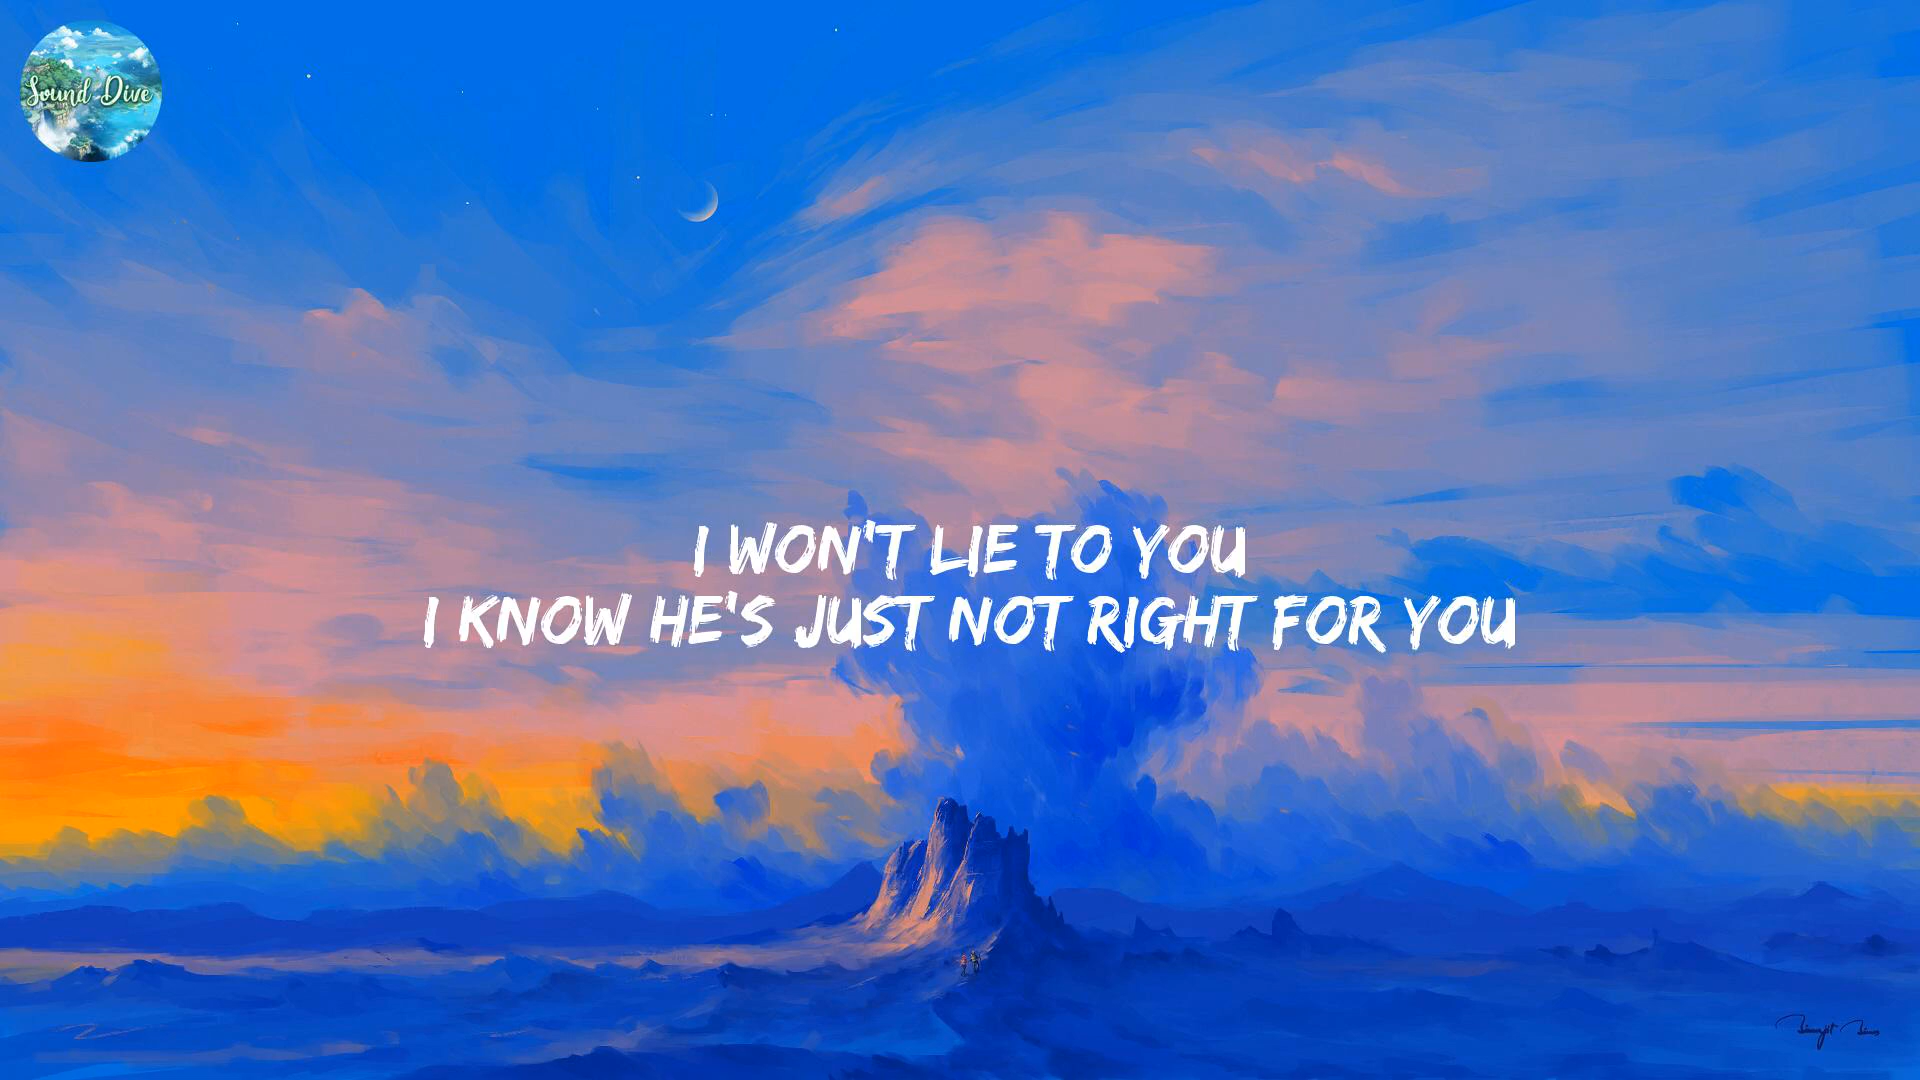 Sound Dive
I WON'T LIE TO YOU
I KNOW HE'S JUST NOT RIGHT FOR YOU